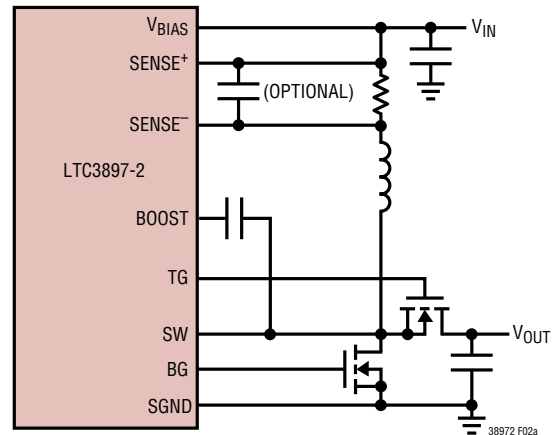 VBIAS
VIN
SENSE+
(OPTIONAL)
SENSE–
LTC3897-2
BOOST
TG
SW
VOUT
BG
SGND
38972 F02a